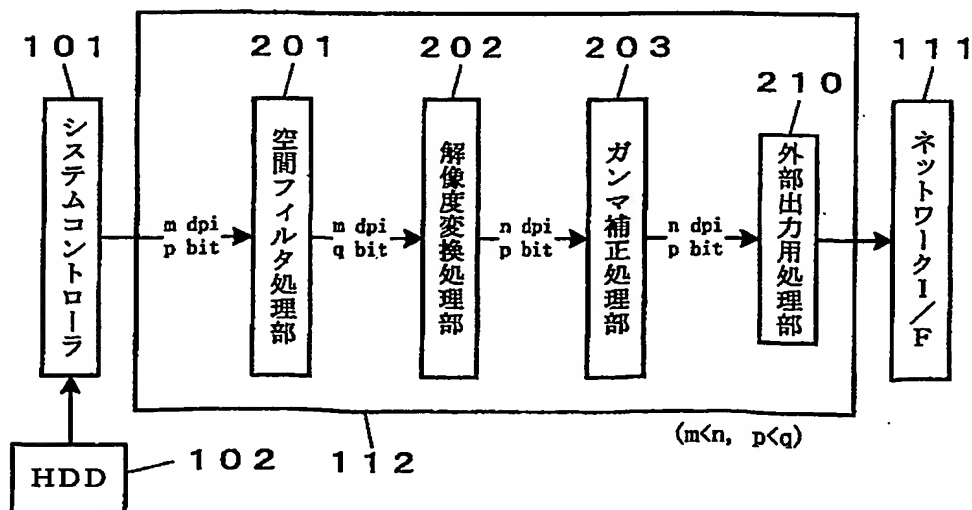 101
201
202
203
210
111
システムコントローラ
m dpi
p bit
空間フィルタ処理部
m dpi
q bit
解像度変換処理部
n dpi
p bit
ガンマ補正処理部
n dpi
p bit
外部出力用処理部
ネットワークI/F
(m<n, p<q)
HDD
102
112